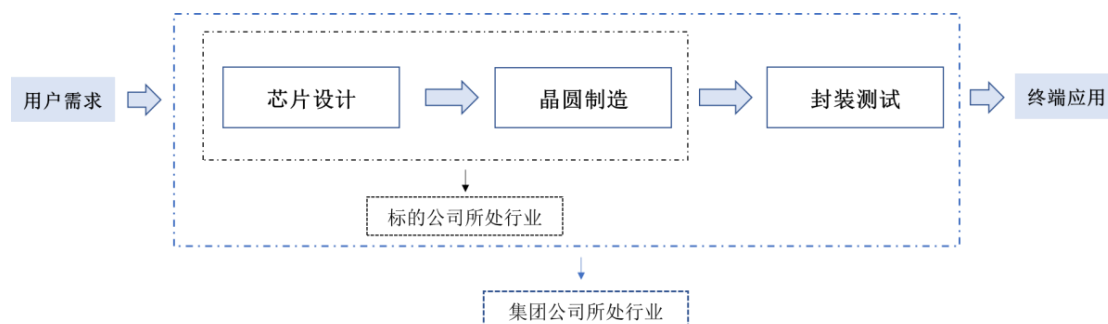 用户需求
芯片设计
晶圆制造
封装测试
终端应用
标的公司所处行业
集团公司所处行业